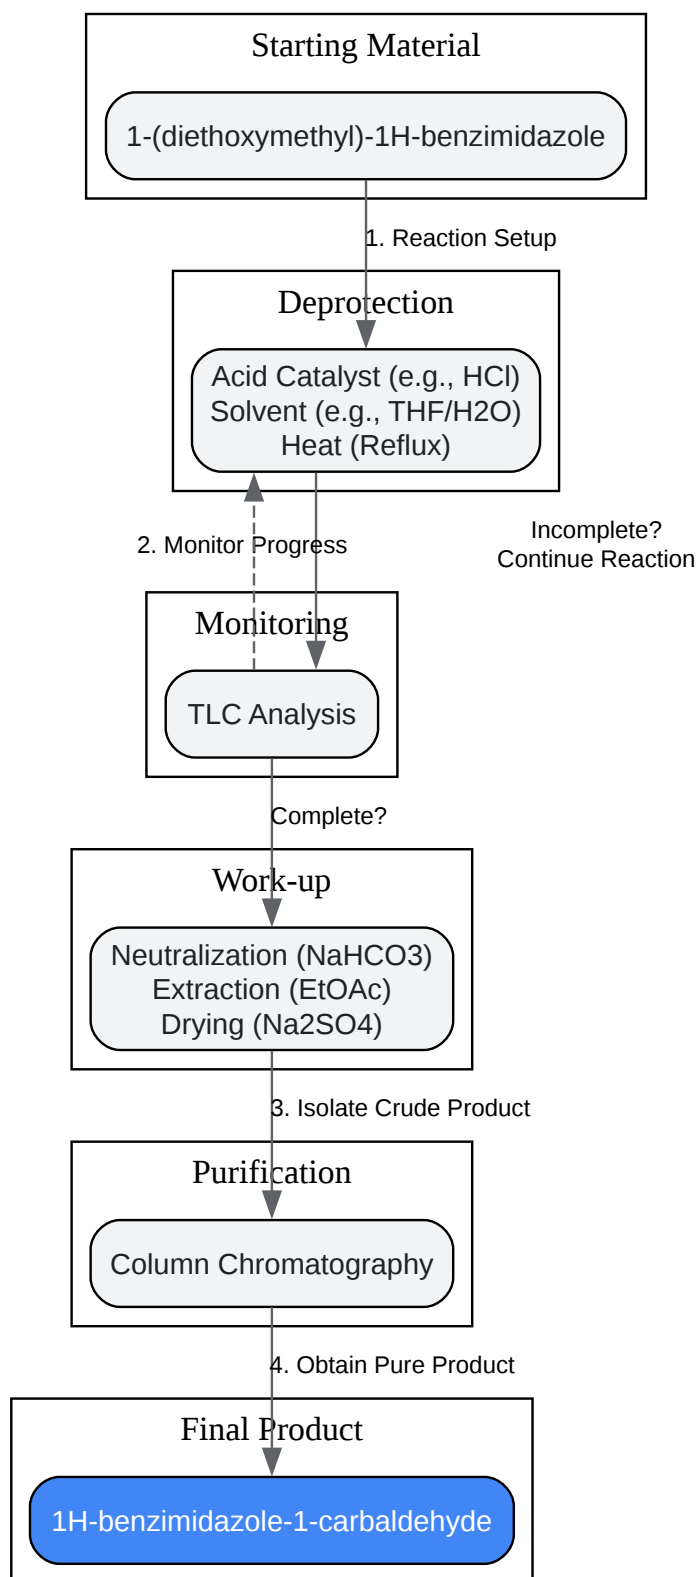 Starting Material
1-(diethoxymethyl)-1H-benzimidazole
1. Reaction Setup
Deprotection
Acid Catalyst (e.g., HCl)
Solvent (e.g., THF/H2O)
Heat (Reflux)
Incomplete?
Continue Reaction
2. Monitor Progress
Monitoring
TLC Analysis
Complete?
Work-up
Neutralization (NaHCO3)
Extraction (EtOAc)
Drying (Na2SO4)
3. Isolate Crude Product
Purification
Column Chromatography
4. Obtain Pure Product
Final Product
1H-benzimidazole-1-carbaldehyde